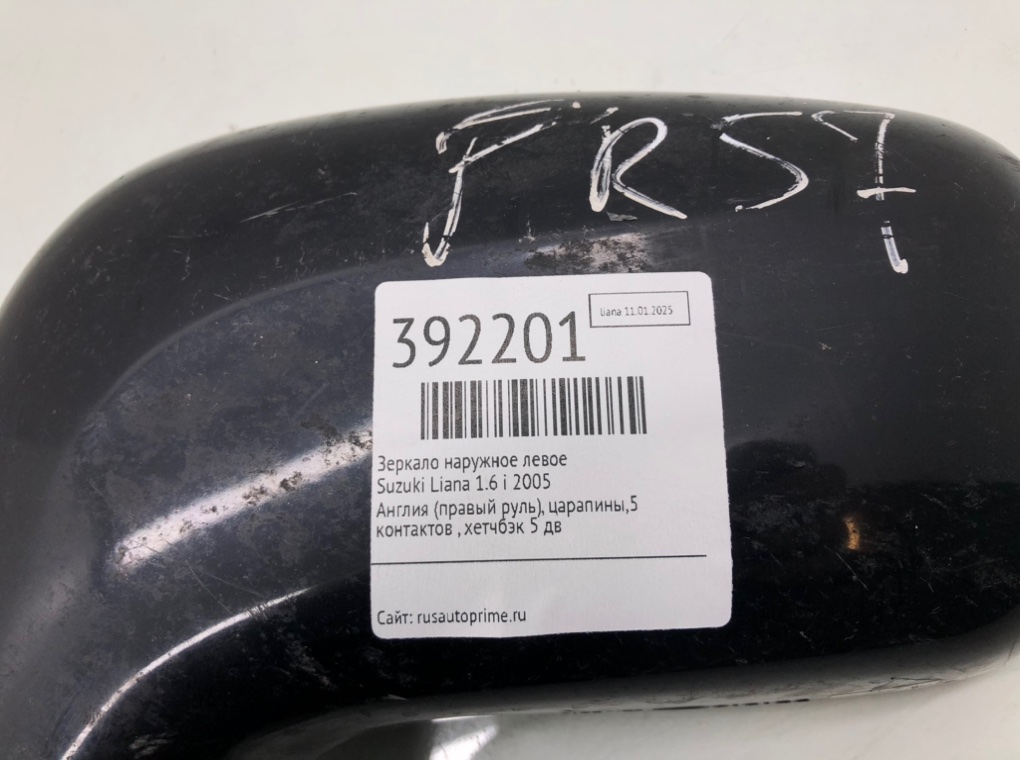 392201
liana 11.01.2025
Зеркало наружное левое
Suzuki Liana 1.6 i 2005
Англия (правый руль), царапины,5
контактов , хетчбэк 5 дв
Сайт: rusautoprime.ru